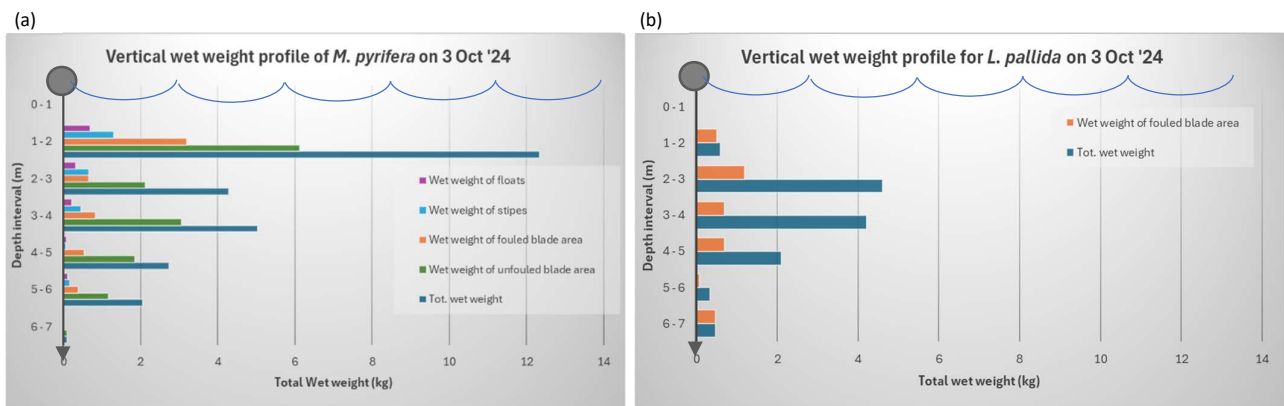 (a)
Vertical wet weight profile of M. pyrifera on 3 Oct '24
Depth interval (m)
0 - 1
1 - 2
2 - 3
3 - 4
4 - 5
5 - 6
6 - 7
Wet weight of floats
Wet weight of stipes
Wet weight of fouled blade area
Wet weight of unfouled blade area
Tot. wet weight
0 2 4 6 8 10 12 14
Total Wet weight (kg)
(b)
Vertical wet weight profile for L. pallida on 3 Oct '24
Depth interval (m)
0 - 1
1 - 2
2 - 3
3 - 4
4 - 5
5 - 6
6 - 7
Wet weight of fouled blade area
Tot. wet weight
0 2 4 6 8 10 12 14
Total wet weight (kg)